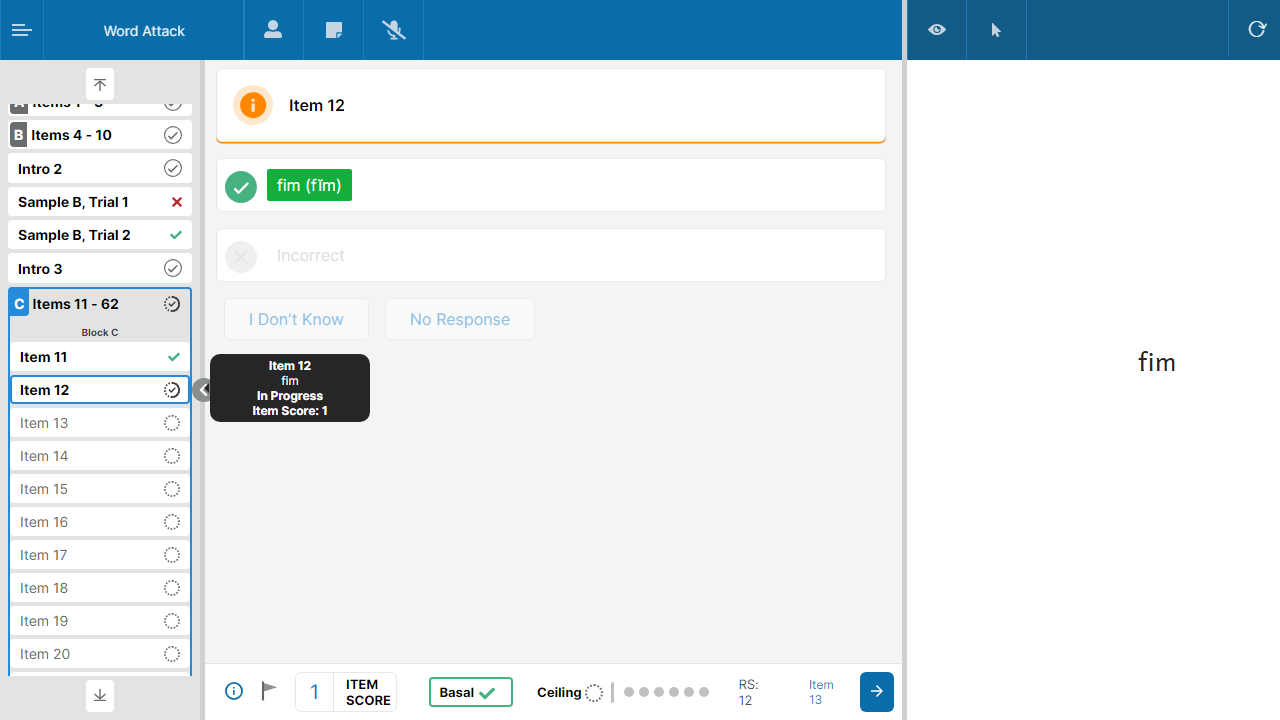 Word Attack
A Items 1 - 3
B Items 4 - 10
Intro 2
Sample B, Trial 1
Sample B, Trial 2
Intro 3
C Items 11 - 62
Block C
Item 11
Item 12
Item 13
Item 14
Item 15
Item 16
Item 17
Item 18
Item 19
Item 20
Item 12
fim (fĭm)
Incorrect
I Don't Know
No Response
Item 12
fim
In Progress
Item Score: 1
1 ITEM SCORE
Basal
Ceiling
RS:
12
Item
13
fim